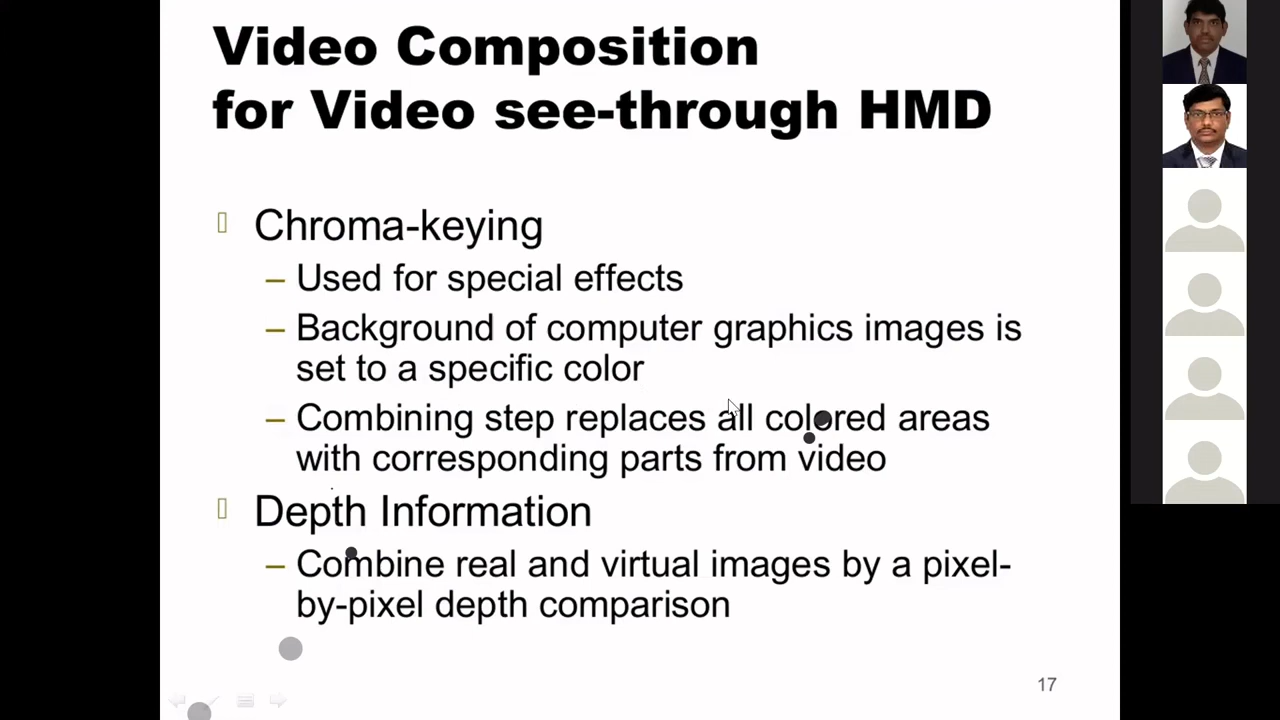 Video Composition
for Video see-through HMD
Chroma-keying
– Used for special effects
– Background of computer graphics images is
set to a specific color
– Combining step replaces all colored areas
with corresponding parts from video
Depth Information
– Combine real and virtual images by a pixel-
by-pixel depth comparison
17